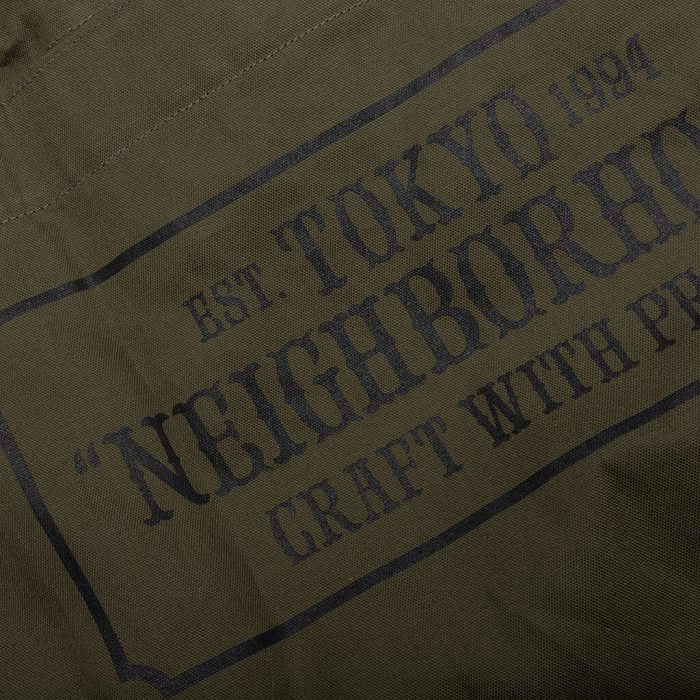 EST. TOKYO 1994
“NEIGHBORHO
CRAFT WITH PR